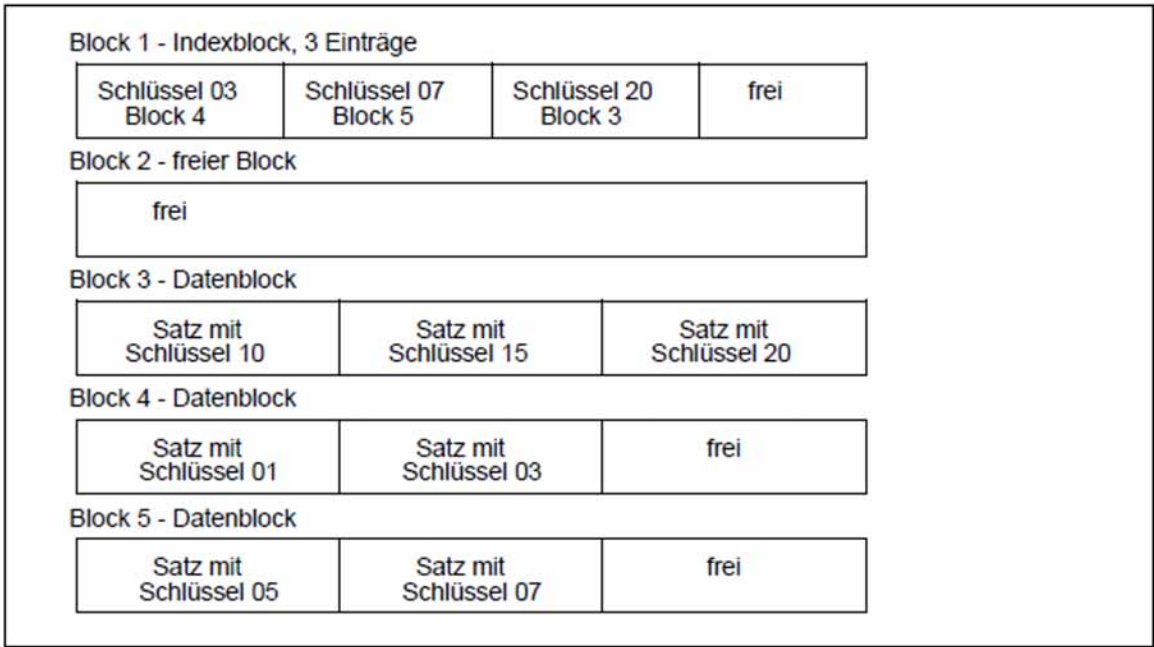 Block 1 - Indexblock, 3 Einträge
Schlüssel 03 Schlüssel 07 Schlüssel 20 frei
Block 4 Block 5 Block 3
Block 2 - freier Block
frei
Block 3 - Datenblock
Satz mit Satz mit Satz mit
Schlüssel 10 Schlüssel 15 Schlüssel 20
Block 4 - Datenblock
Satz mit Satz mit frei
Schlüssel 01 Schlüssel 03
Block 5 - Datenblock
Satz mit Satz mit frei
Schlüssel 05 Schlüssel 07